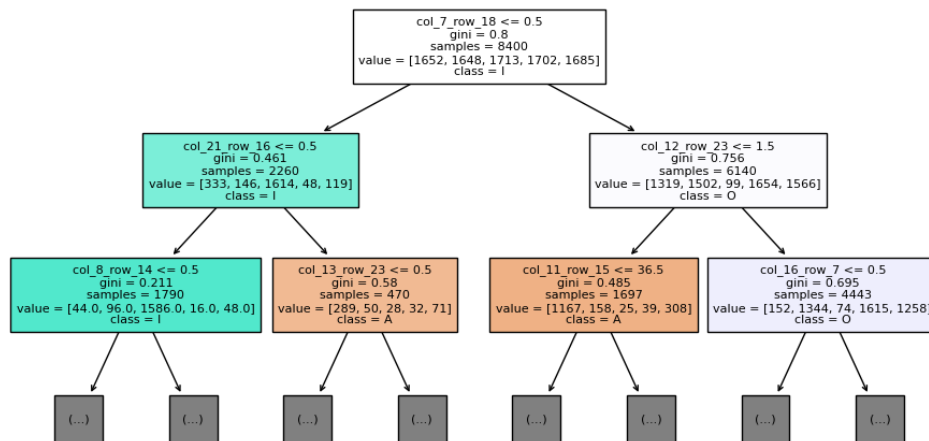 col_7_row_18 <= 0.5
gini = 0.8
samples = 8400
value = [1652, 1648, 1713, 1702, 1685]
class = I
col_21_row_16 <= 0.5
gini = 0.461
samples = 2260
value = [333, 146, 1614, 48, 119]
class = I
col_12_row_23 <= 1.5
gini = 0.756
samples = 6140
value = [1319, 1502, 99, 1654, 1566]
class = O
col_8_row_14 <= 0.5
gini = 0.211
samples = 1790
value = [44.0, 96.0, 1586.0, 16.0, 48.0]
class = I
col_13_row_23 <= 0.5
gini = 0.58
samples = 470
value = [289, 50, 28, 32, 71]
class = A
col_11_row_15 <= 36.5
gini = 0.485
samples = 1697
value = [1167, 158, 25, 39, 308]
class = A
col_16_row_7 <= 0.5
gini = 0.695
samples = 4443
value = [152, 1344, 74, 1615, 1258]
class = O
(...)
(...)
(...)
(...)
(...)
(...)
(...)
(...)